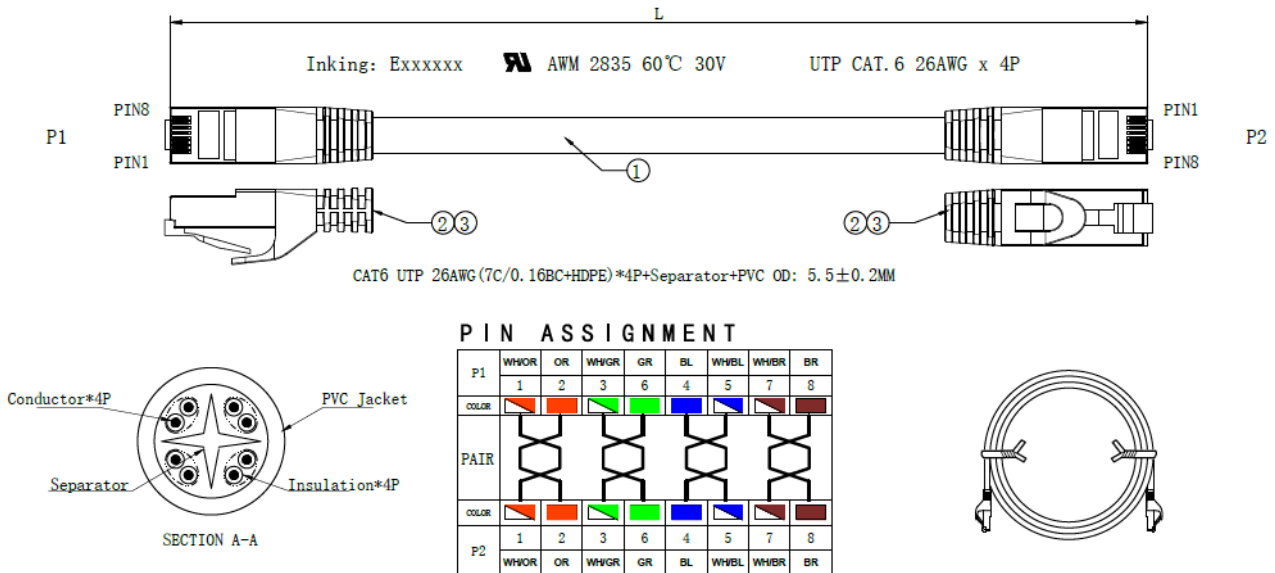 L
Inking: Exxxxxx RU AWM 2835 60℃ 30V UTP CAT.6 26AWG x 4P
PIN8 PIN1
P1 P2
PIN1 PIN8
①
②③ ②③
CAT6 UTP 26AWG(7C/0.16BC+HDPE)*4P+Separator+PVC OD: 5.5±0.2MM
PIN ASSIGNMENT
P1 WH/OR OR WH/GR GR BL WH/BL WH/BR BR
1 2 3 6 4 5 7 8
COLOR
PAIR
COLOR
P2 1 2 3 6 4 5 7 8
WH/OR OR WH/GR GR BL WH/BL WH/BR BR
Conductor*4P PVC Jacket
Separator Insulation*4P
SECTION A-A